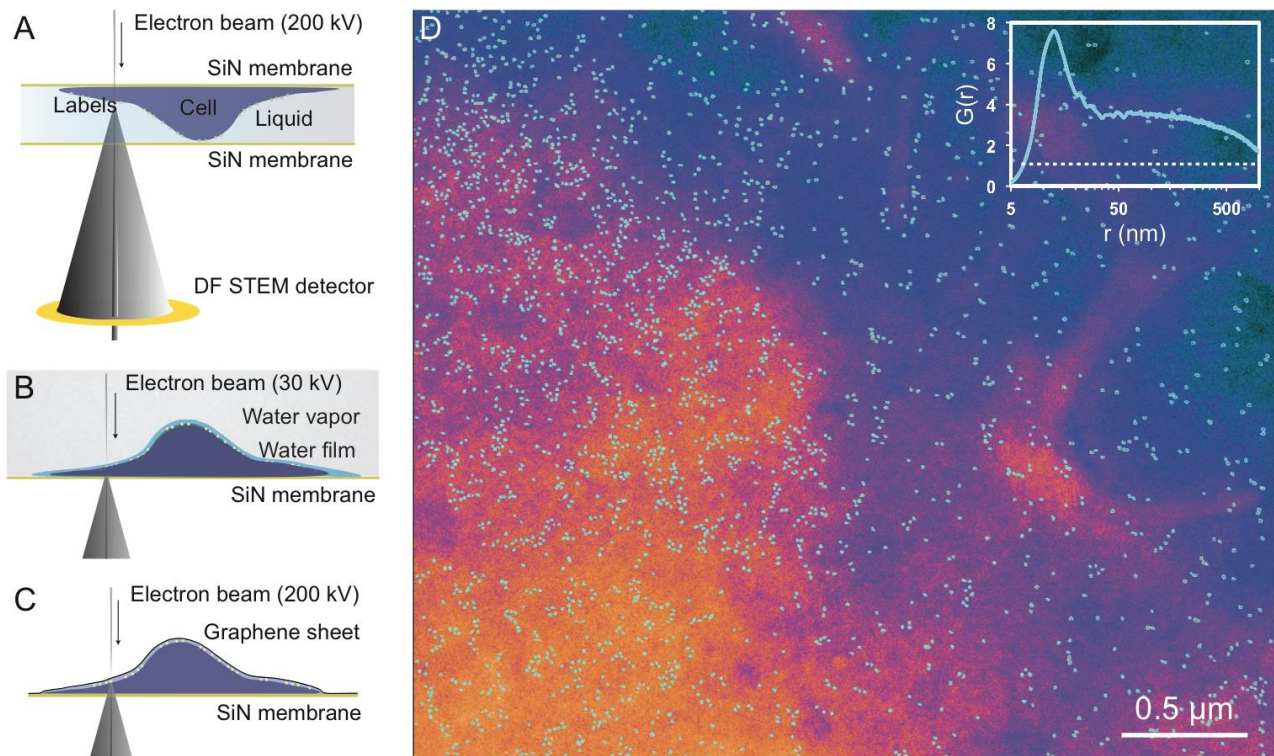 A
Electron beam (200 kV)
SiN membrane
Labels
Cell
Liquid
SiN membrane
DF STEM detector
B
Electron beam (30 kV)
Water vapor
Water film
SiN membrane
C
Electron beam (200 kV)
Graphene sheet
SiN membrane
D
8
6
4
2
0
G(r)
5 50 500
r (nm)
0.5 µm